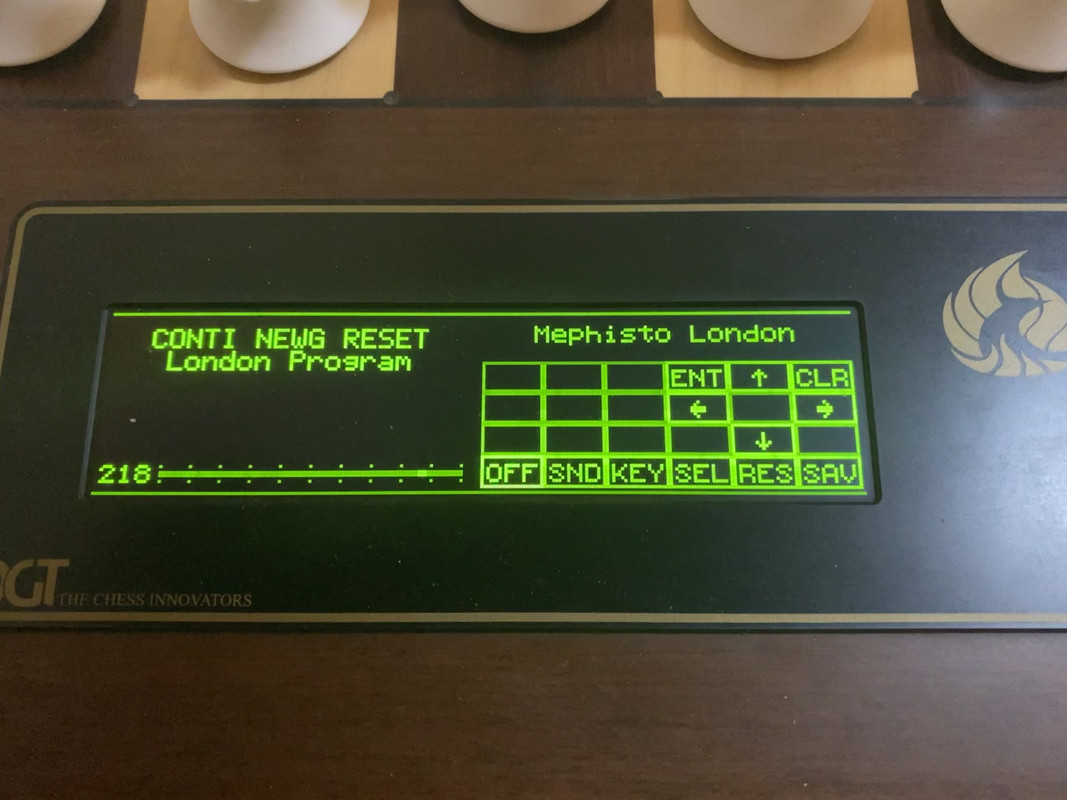 CONTI NEWG RESET
London Program
218
Mephisto London
ENT ↑ CLR
← →
↓
OFF SND KEY SEL RES SAV
DGT THE CHESS INNOVATORS